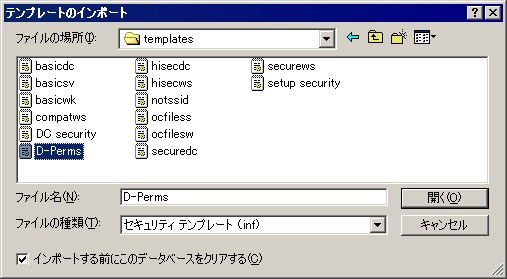 テンプレートのインポート
ファイルの場所(I):
templates
basicdc
hisecdc
securews
basicsv
hisecws
setup security
basicwk
notssid
compatws
ocfiless
DC security
ocfilesw
D-Perms
securedc
ファイル名(N):
D-Perms
開く(O)
ファイルの種類(T):
セキュリティ テンプレート (inf)
キャンセル
インポートする前にこのデータベースをクリアする(C)